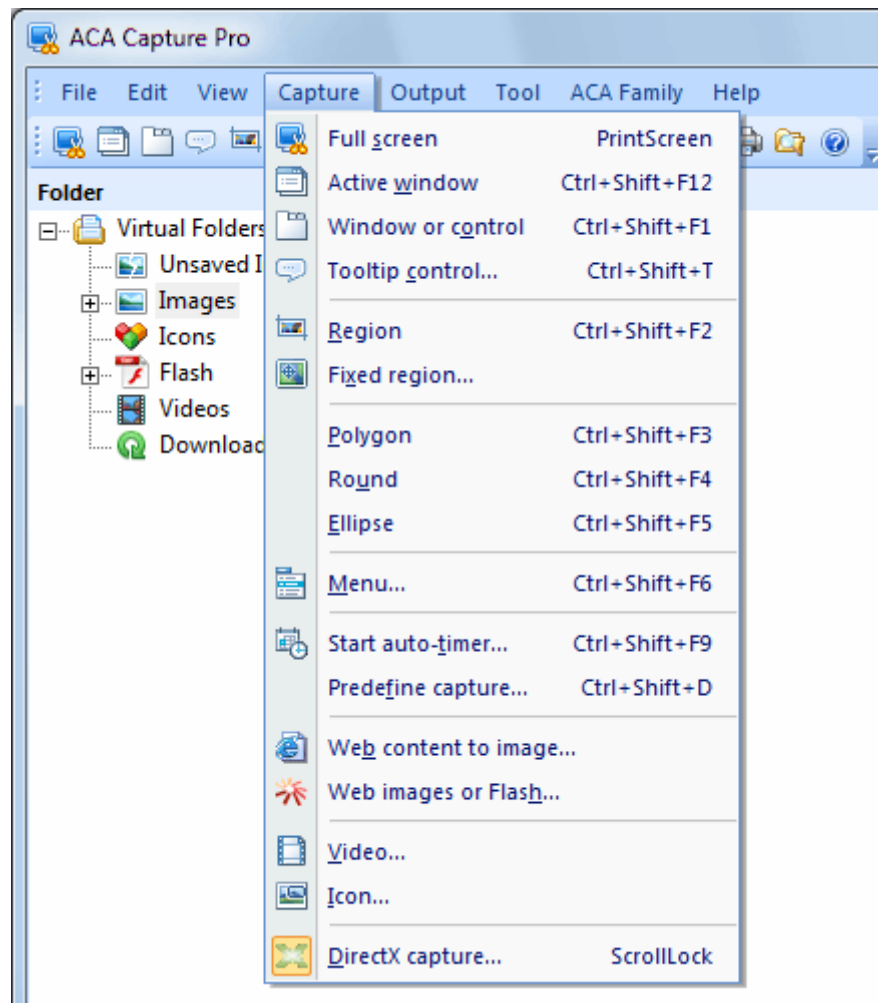 ACA Capture Pro
File Edit View Capture Output Tool ACA Family Help
Folder
Virtual Folders
Unsaved I
Images
Icons
Flash
Videos
Downloac
Full screen PrintScreen
Active window Ctrl+Shift+F12
Window or control Ctrl+Shift+F1
Tooltip control... Ctrl+Shift+T
Region Ctrl+Shift+F2
Fixed region...
Polygon Ctrl+Shift+F3
Round Ctrl+Shift+F4
Ellipse Ctrl+Shift+F5
Menu... Ctrl+Shift+F6
Start auto-timer... Ctrl+Shift+F9
Predefine capture... Ctrl+Shift+D
Web content to image...
Web images or Flash...
Video...
Icon...
DirectX capture... ScrollLock